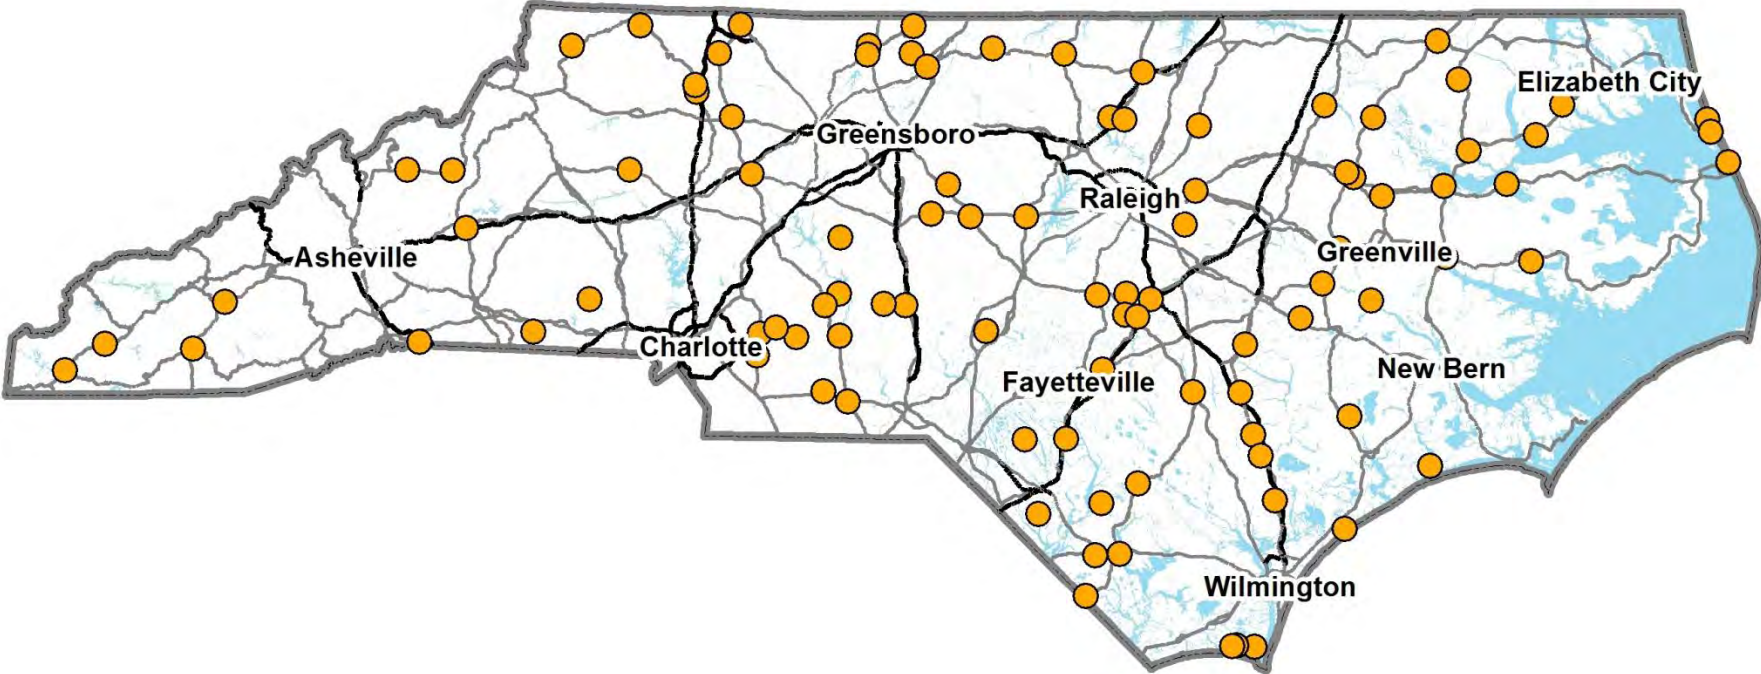 Elizabeth City
Greensboro
Raleigh
Asheville
Greenville
Charlotte
Fayetteville
New Bern
Wilmington